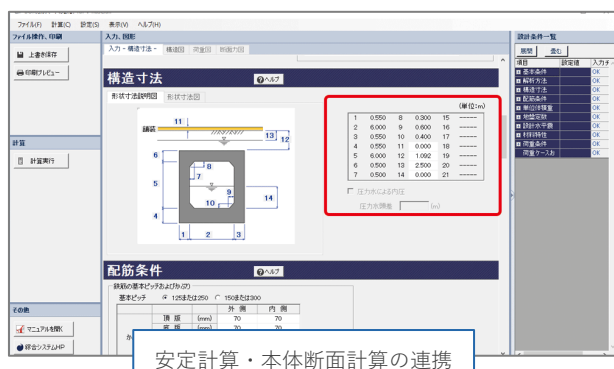 ファイル(F) 計算(C) 設定(S) 表示(V) ヘルプ(H)
ファイル操作、印刷
上書き保存
印刷プレビュー
計算
計算実行
その他
マニュアルを開く
綜合システムHP
入力、図形
入力 - 構造寸法 - 構造図 荷重図 断面力図
構造寸法
ヘルプ
形状寸法説明図 形状寸法図
舗装
11
13 12
6
8
7
5
9
10
14
4
1 2 3
(単位:m)
1 0.550 8 0.300 15 -----
2 6.000 9 0.600 16 -----
3 0.550 10 0.400 17 -----
4 0.550 11 0.000 18 -----
5 6.000 12 1.092 19 -----
6 0.500 13 2.500 20 -----
7 0.500 14 0.000 21 -----
圧力水による内圧
圧力水頭差 (m)
配筋条件
ヘルプ
鉄筋の基本ピッチおよびかぶり
基本ピッチ 125または250 150または300
外側 内側
頂版 (mm) 70 70
底版 (mm) 70 70
か
設計条件一覧
展開 畳む
項目 設定値 入力チ
基本条件 OK
解析方法 OK
構造寸法 OK
配筋条件 OK
単位体積重 OK
地盤定数 OK
設計水平震 OK
材料特性 OK
荷重条件 OK
荷重ケースお OK
安定計算・本体断面計算の連携